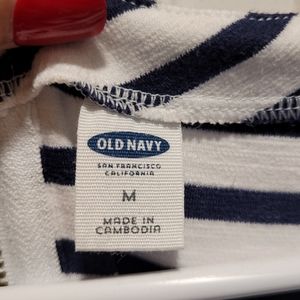 OLD NAVY
SAN FRANCISCO
CALIFORNIA
M
MADE IN
CAMBODIA